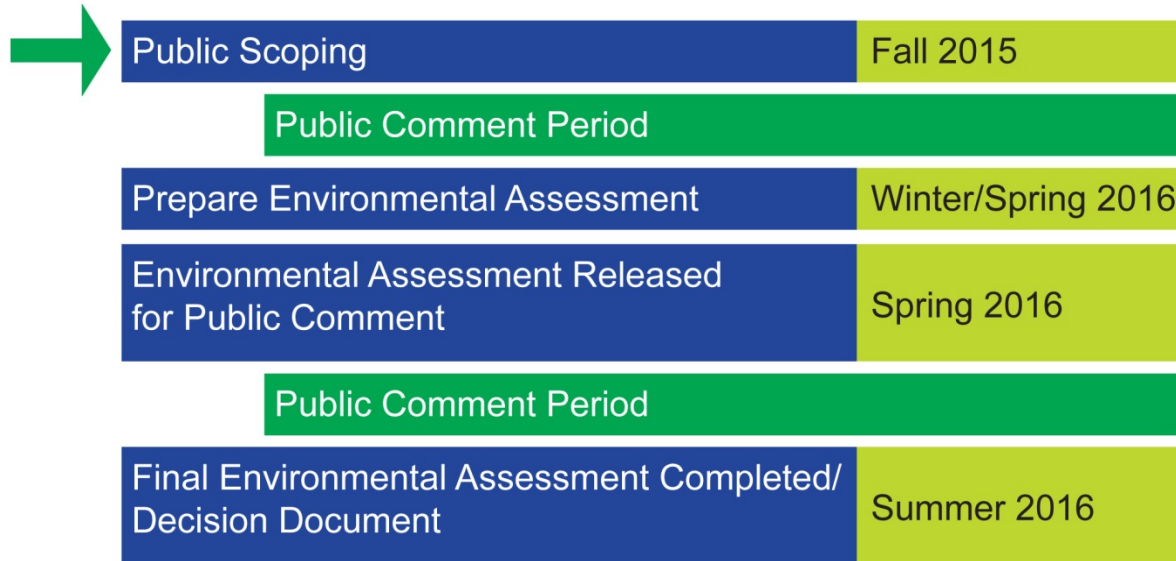 Public Scoping
Fall 2015
Public Comment Period
Prepare Environmental Assessment
Winter/Spring 2016
Environmental Assessment Released
for Public Comment
Spring 2016
Public Comment Period
Final Environmental Assessment Completed/
Decision Document
Summer 2016